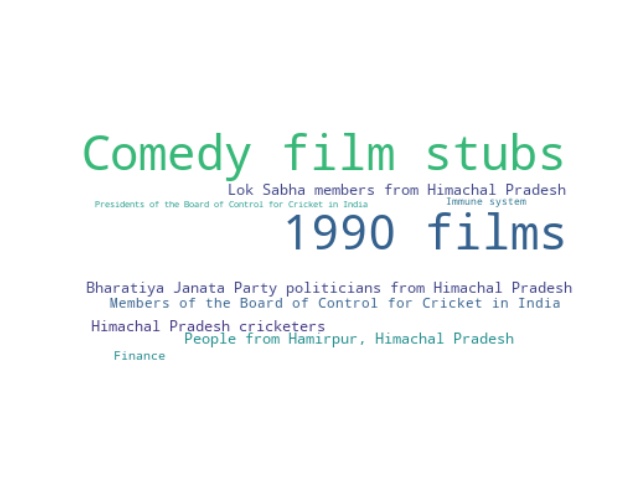 Comedy film stubs
Lok Sabha members from Himachal Pradesh
Immune system
Presidents of the Board of Control for Cricket in India
1990 films
Bharatiya Janata Party politicians from Himachal Pradesh
Members of the Board of Control for Cricket in India
Himachal Pradesh cricketers
People from Hamirpur, Himachal Pradesh
Finance